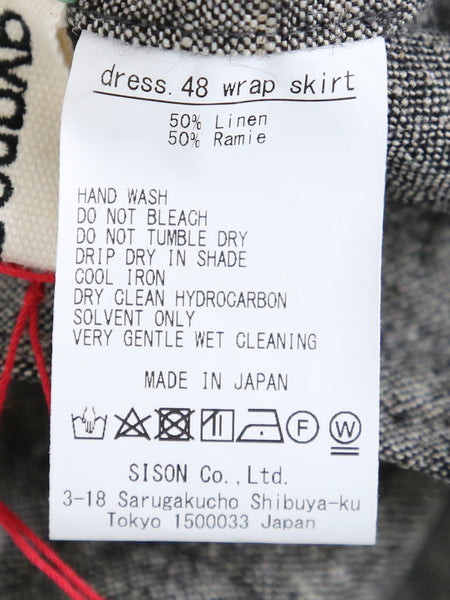 dress. 48 wrap skirt
50% Linen
50% Ramie
HAND WASH
DO NOT BLEACH
DO NOT TUMBLE DRY
DRIP DRY IN SHADE
COOL IRON
DRY CLEAN HYDROCARBON
SOLVENT ONLY
VERY GENTLE WET CLEANING
MADE IN JAPAN
F W
SISON Co., Ltd.
3-18 Sarugakucho Shibuya-ku
Tokyo 1500033 Japan